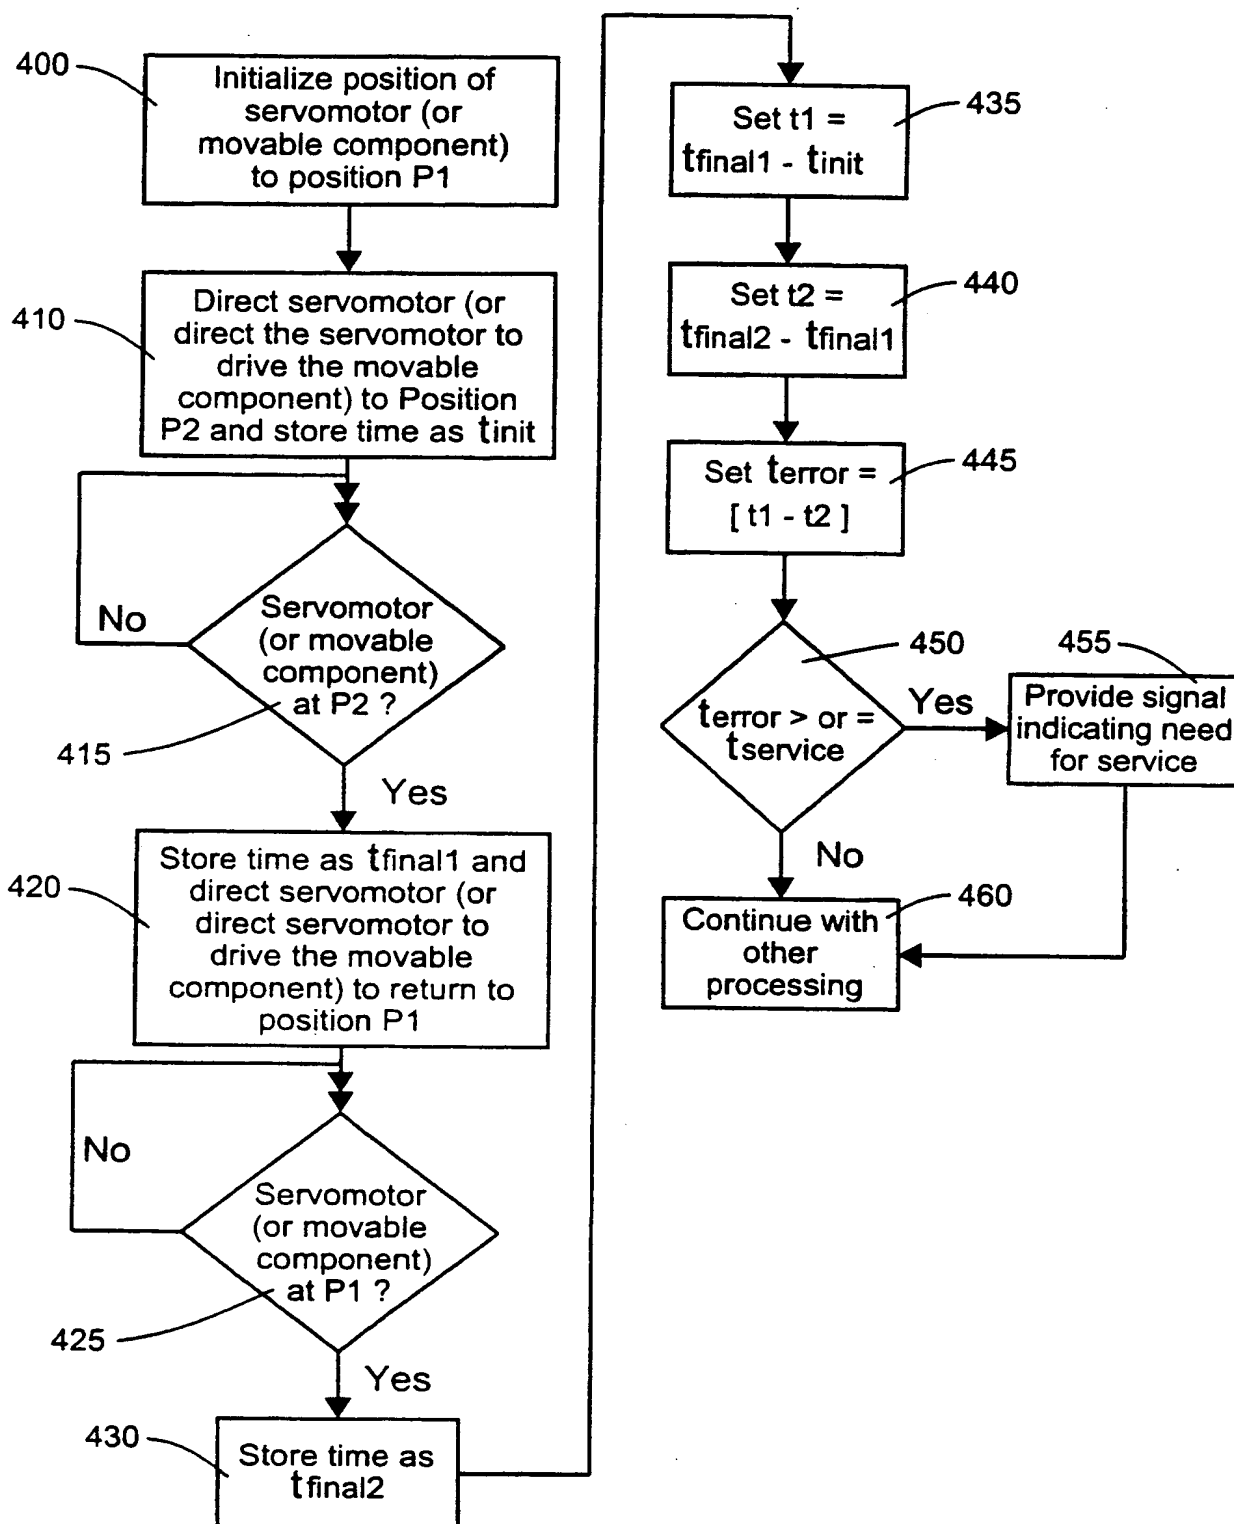 400
Initialize position of
servomotor (or
movable component)
to position P1
410
Direct servomotor (or
direct the servomotor to
drive the movable
component) to Position
P2 and store time as tinit
No
Servomotor
(or movable
component)
at P2 ?
415
Yes
420
Store time as tfinal1 and
direct servomotor (or
direct servomotor to
drive the movable
component) to return to
position P1
No
Servomotor
(or movable
component)
at P1 ?
425
Yes
430
Store time as
tfinal2
435
Set t1 =
tfinal1 - tinit
440
Set t2 =
tfinal2 - tfinal1
445
Set terror =
[ t1 - t2 ]
450
terror > or =
tservice
Yes
455
Provide signal
indicating need
for service
No
460
Continue with
other
processing